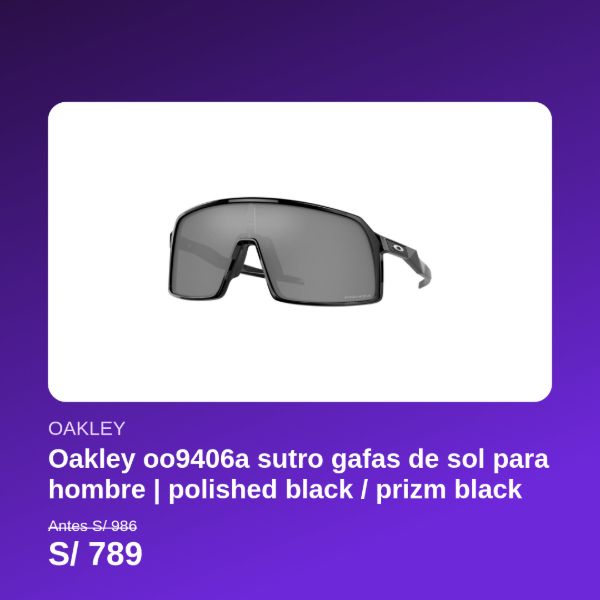 OAKLEY
Oakley oo9406a sutro gafas de sol para
hombre | polished black / prizm black
Antes S/ 986
S/ 789